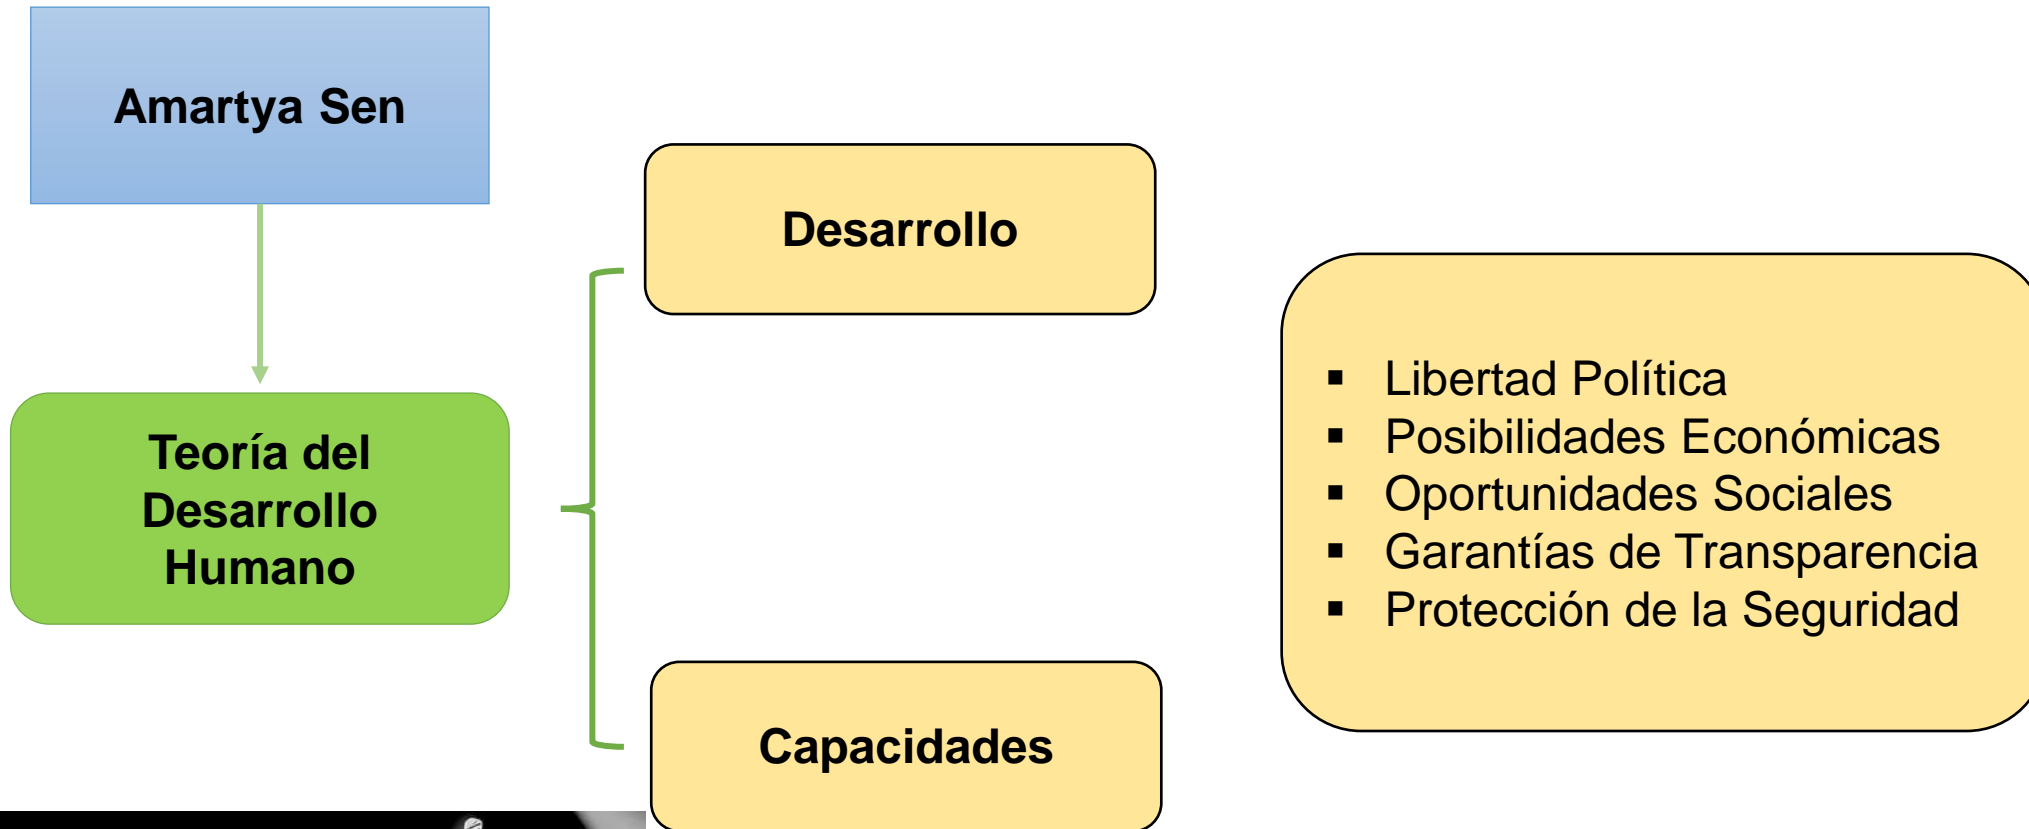 Amartya Sen
Desarrollo
Teoría del
Desarrollo
Humano
▪ Libertad Política
▪ Posibilidades Económicas
▪ Oportunidades Sociales
▪ Garantías de Transparencia
▪ Protección de la Seguridad
Capacidades